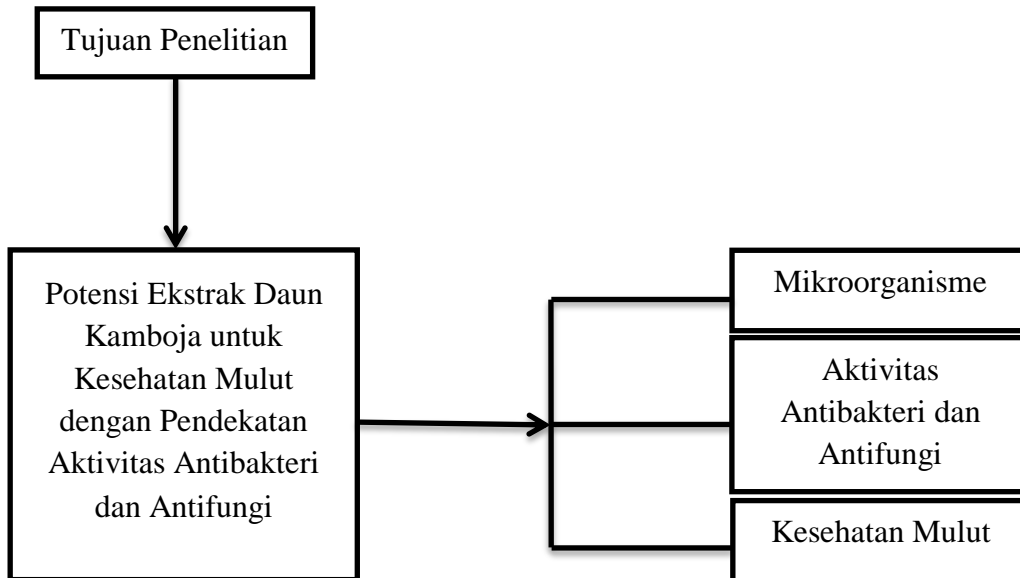 Tujuan Penelitian
Potensi Ekstrak Daun
Kamboja untuk
Kesehatan Mulut
dengan Pendekatan
Aktivitas Antibakteri
dan Antifungi
Mikroorganisme
Aktivitas
Antibakteri dan
Antifungi
Kesehatan Mulut